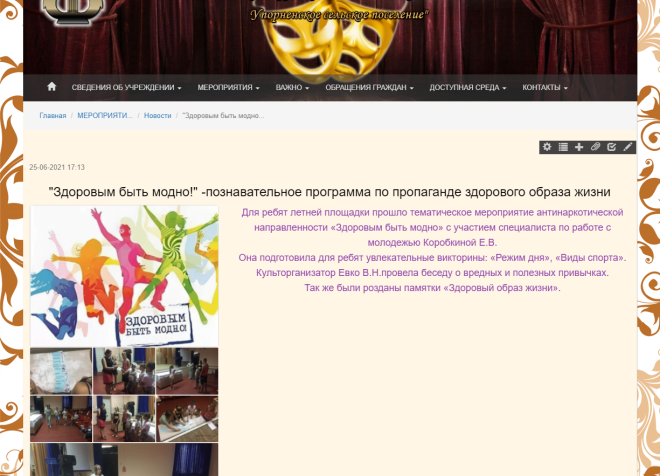 "Упорненское сельское поселение"
СВЕДЕНИЯ ОБ УЧРЕЖДЕНИИ МЕРОПРИЯТИЯ ВАЖНО ОБРАЩЕНИЯ ГРАЖДАН ДОСТУПНАЯ СРЕДА КОНТАКТЫ
Главная / МЕРОПРИЯТИ... / Новости / "Здоровым быть модно...
25-06-2021 17:13
"Здоровым быть модно!" -познавательное программа по пропаганде здорового образа жизни
Для ребят летней площадки прошло тематическое мероприятие антинаркотической
направленности «Здоровым быть модно» с участием специалиста по работе с
молодежью Коробкиной Е.В.
Она подготовила для ребят увлекательные викторины: «Режим дня», «Виды спорта».
Культорганизатор Евко В.Н.провела беседу о вредных и полезных привычках.
Так же были розданы памятки «Здоровый образ жизни».
ЗДОРОВЫМ
БЫТЬ МОДНО!